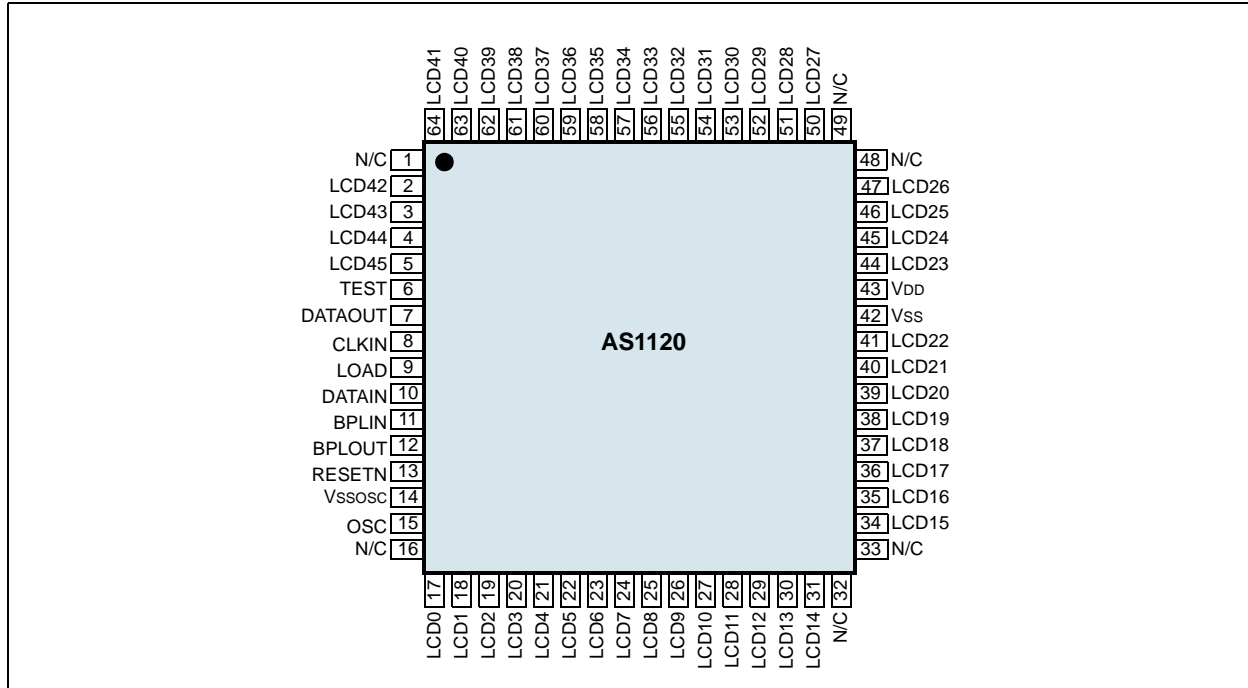 LCD41
LCD40
LCD39
LCD38
LCD37
LCD36
LCD35
LCD34
LCD33
LCD32
LCD31
LCD30
LCD29
LCD28
LCD27
N/C
64
63
62
61
60
59
58
57
56
55
54
53
52
51
50
49
N/C 1
LCD42 2
LCD43 3
LCD44 4
LCD45 5
TEST 6
DATAOUT 7
CLKIN 8
LOAD 9
DATAIN 10
BPLIN 11
BPLOUT 12
RESETN 13
VSSOSC 14
OSC 15
N/C 16
AS1120
48 N/C
47 LCD26
46 LCD25
45 LCD24
44 LCD23
43 VDD
42 VSS
41 LCD22
40 LCD21
39 LCD20
38 LCD19
37 LCD18
36 LCD17
35 LCD16
34 LCD15
33 N/C
17
18
19
20
21
22
23
24
25
26
27
28
29
30
31
32
LCD0
LCD1
LCD2
LCD3
LCD4
LCD5
LCD6
LCD7
LCD8
LCD9
LCD10
LCD11
LCD12
LCD13
LCD14
N/C